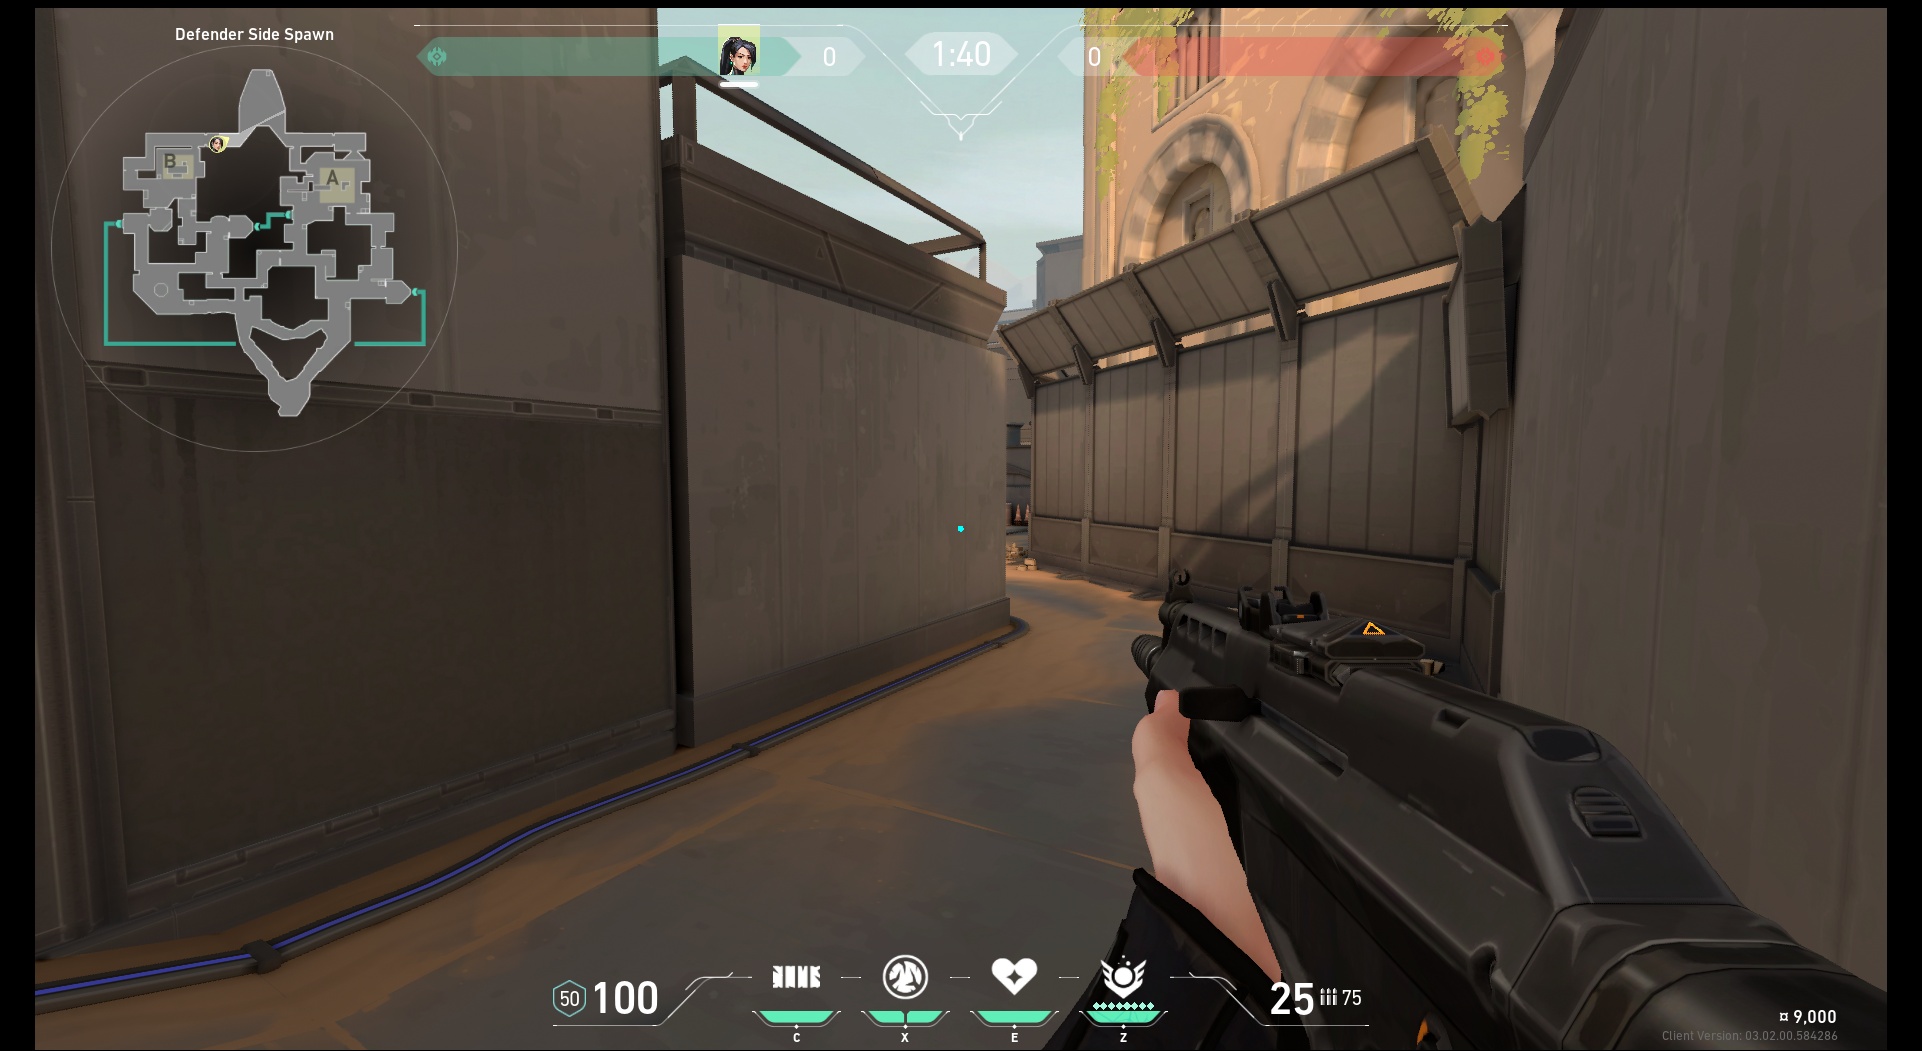 Defender Side Spawn
0
1:40
0
B
A
50
100
25
75
C
X
E
Z
¤ 9,000
Client Version: 03.02.00.584286